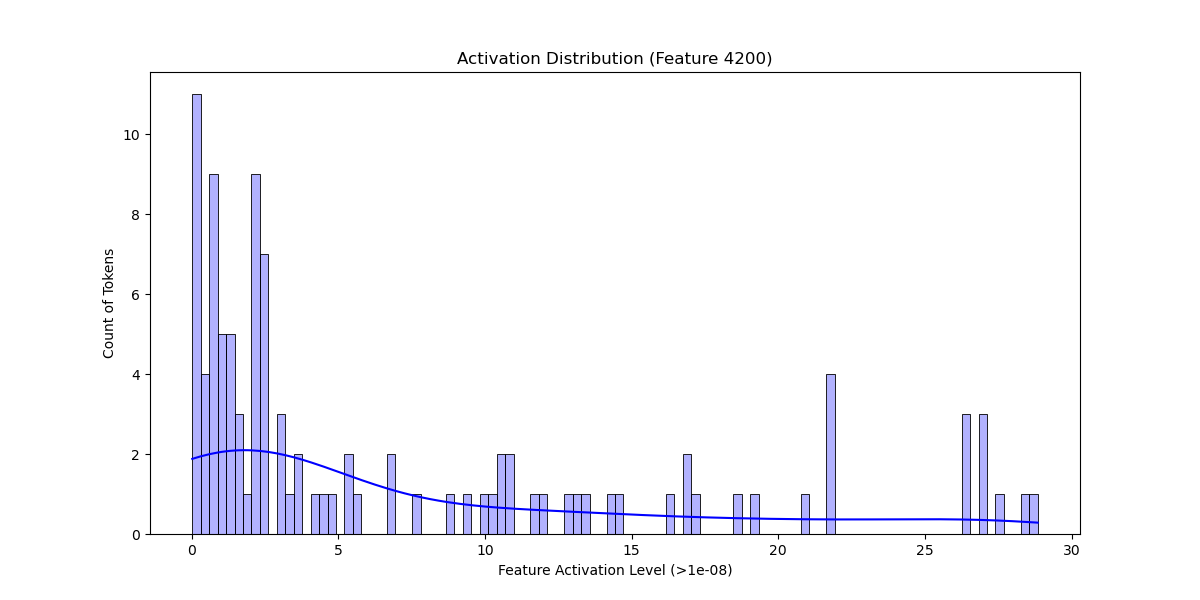 Activation Distribution (Feature 4200)
Count of Tokens
10
8
6
4
2
0
0 5 10 15 20 25 30
Feature Activation Level (>1e-08)